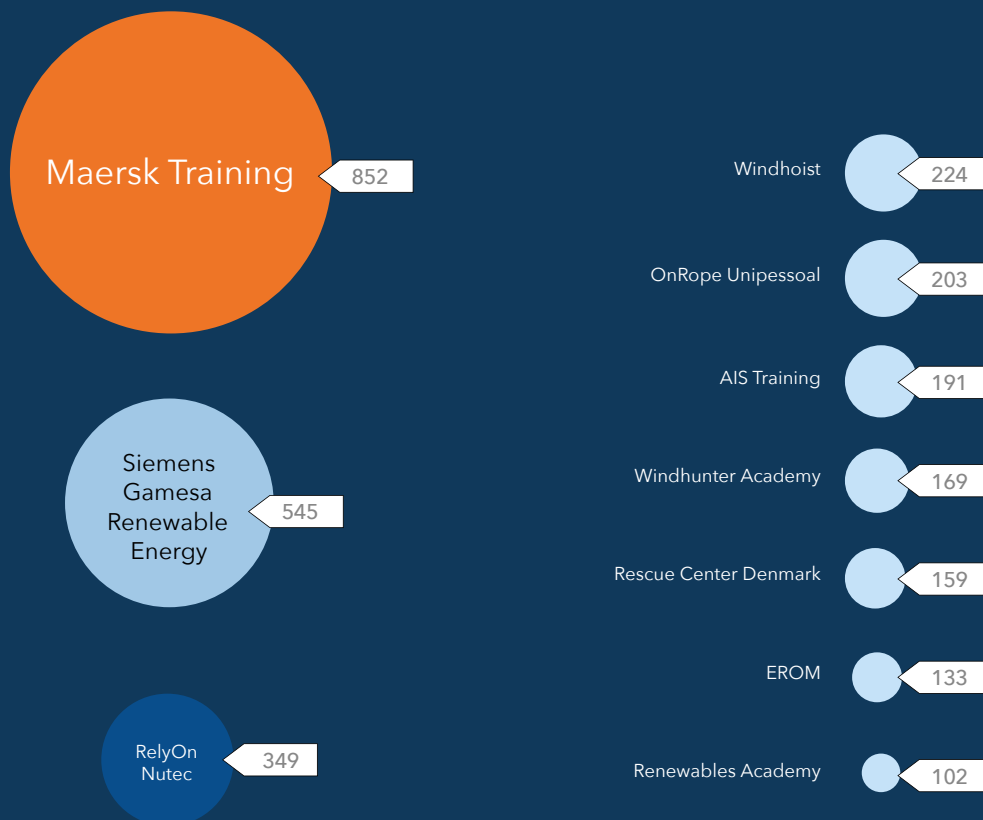 Maersk Training
852
Siemens
Gamesa
Renewable
Energy
545
RelyOn
Nutec
349
Windhoist
224
OnRope Unipessoal
203
AIS Training
191
Windhunter Academy
169
Rescue Center Denmark
159
EROM
133
Renewables Academy
102